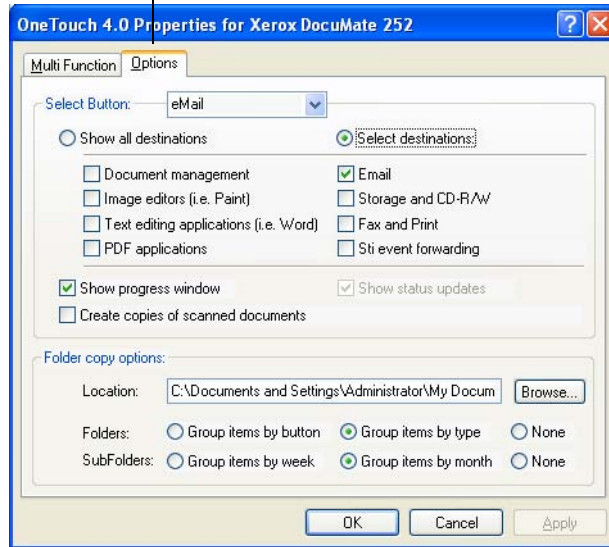 OneTouch 4.0 Properties for Xerox DocuMate 252
Multi Function Options
Select Button: eMail
Show all destinations Select destinations:
Document management Email
Image editors (i.e. Paint) Storage and CD-R/W
Text editing applications (i.e. Word) Fax and Print
PDF applications Sti event forwarding
Show progress window Show status updates
Create copies of scanned documents
Folder copy options:
Location: C:\Documents and Settings\Administrator\My Docum Browse...
Folders: Group items by button Group items by type None
SubFolders: Group items by week Group items by month None
OK Cancel Apply